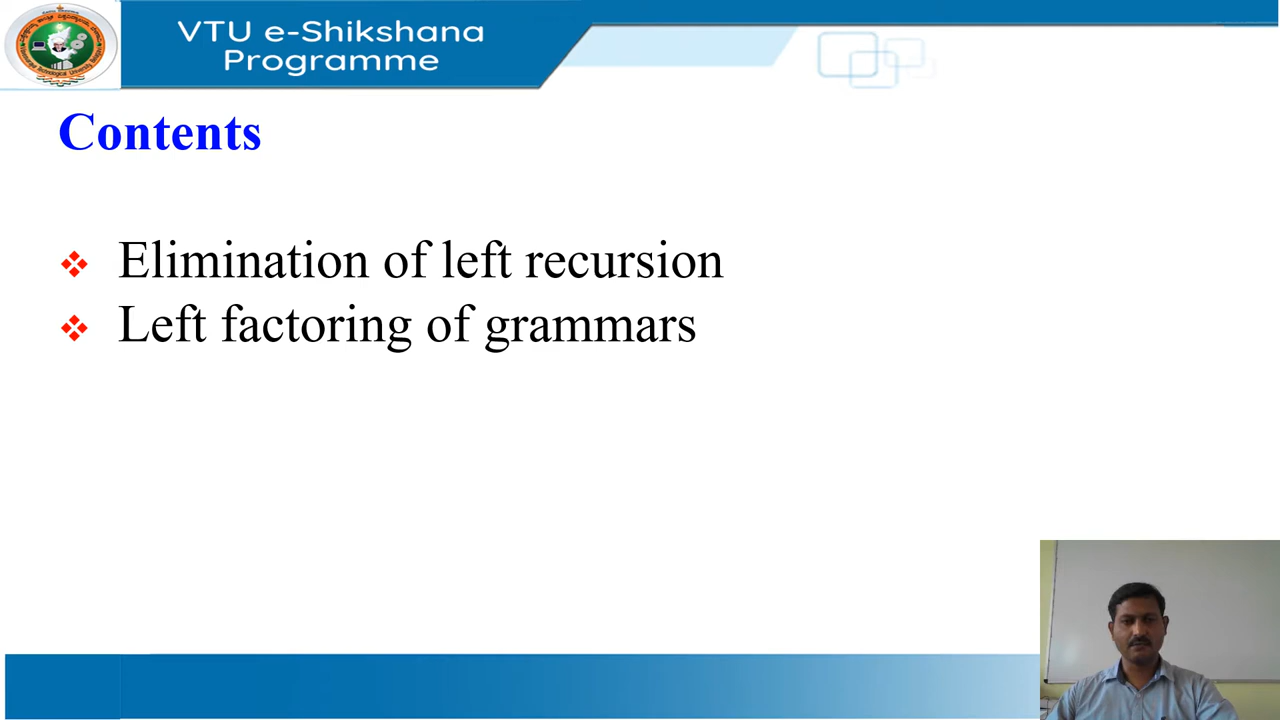 VTU e-Shikshana
Programme
Contents
Elimination of left recursion
Left factoring of grammars